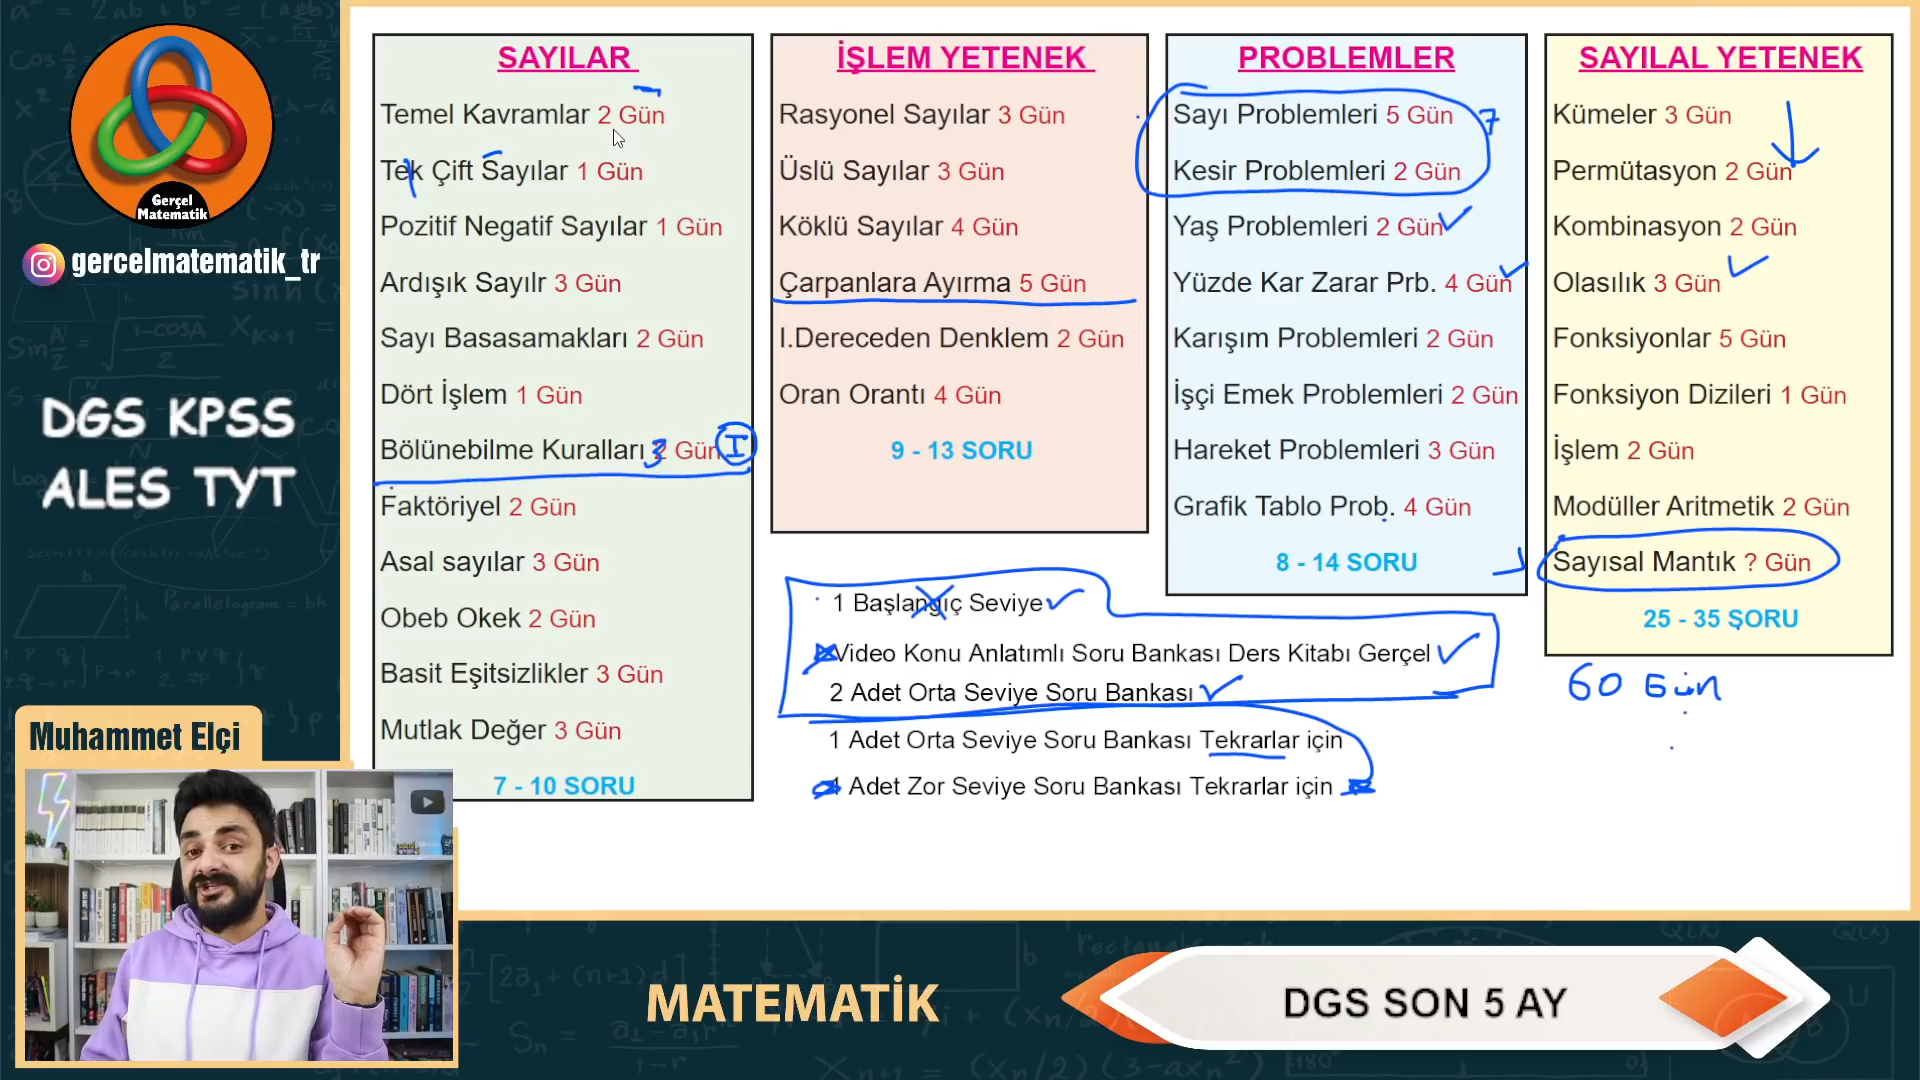 Gerçel
Matematik
gercelmatematik_tr
DGS KPSS
ALES TYT
Muhammet Elçi
SAYILAR
Temel Kavramlar 2 Gün
Tek Çift Sayılar 1 Gün
Pozitif Negatif Sayılar 1 Gün
Ardışık Sayılr 3 Gün
Sayı Basasamakları 2 Gün
Dört İşlem 1 Gün
Bölünebilme Kuralları 3 Gün I
Faktöriyel 2 Gün
Asal sayılar 3 Gün
Obeb Okek 2 Gün
Basit Eşitsizlikler 3 Gün
Mutlak Değer 3 Gün
7 - 10 SORU
İŞLEM YETENEK
Rasyonel Sayılar 3 Gün
Üslü Sayılar 3 Gün
Köklü Sayılar 4 Gün
Çarpanlara Ayırma 5 Gün
I.Dereceden Denklem 2 Gün
Oran Orantı 4 Gün
9 - 13 SORU
PROBLEMLER
Sayı Problemleri 5 Gün 7
Kesir Problemleri 2 Gün
Yaş Problemleri 2 Gün
Yüzde Kar Zarar Prb. 4 Gün
Karışım Problemleri 2 Gün
İşçi Emek Problemleri 2 Gün
Hareket Problemleri 3 Gün
Grafik Tablo Prob. 4 Gün
8 - 14 SORU
SAYILAL YETENEK
Kümeler 3 Gün
Permütasyon 2 Gün
Kombinasyon 2 Gün
Olasılık 3 Gün
Fonksiyonlar 5 Gün
Fonksiyon Dizileri 1 Gün
İşlem 2 Gün
Modüller Aritmetik 2 Gün
Sayısal Mantık ? Gün
25 - 35 SORU
60 Gün
1 Başlangıç Seviye
Video Konu Anlatımlı Soru Bankası Ders Kitabı Gerçel
2 Adet Orta Seviye Soru Bankası
1 Adet Orta Seviye Soru Bankası Tekrarlar için
1 Adet Zor Seviye Soru Bankası Tekrarlar için
MATEMATİK
DGS SON 5 AY